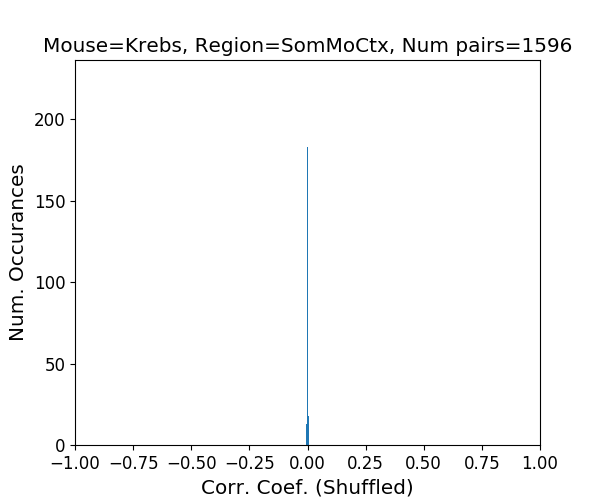 Mouse=Krebs, Region=SomMoCtx, Num pairs=1596
Num. Occurances
200
150
100
50
0
−1.00 −0.75 −0.50 −0.25 0.00 0.25 0.50 0.75 1.00
Corr. Coef. (Shuffled)